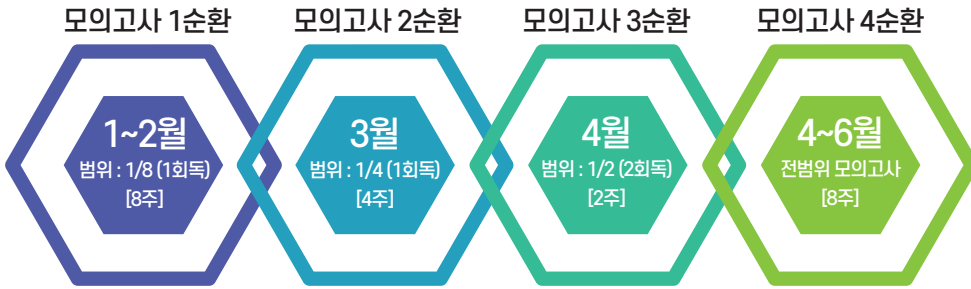 모의고사 1순환
모의고사 2순환
모의고사 3순환
모의고사 4순환
1~2월
범위 : 1/8 (1회독)
[8주]
3월
범위 : 1/4 (1회독)
[4주]
4월
범위 : 1/2 (2회독)
[2주]
4~6월
전범위 모의고사
[8주]